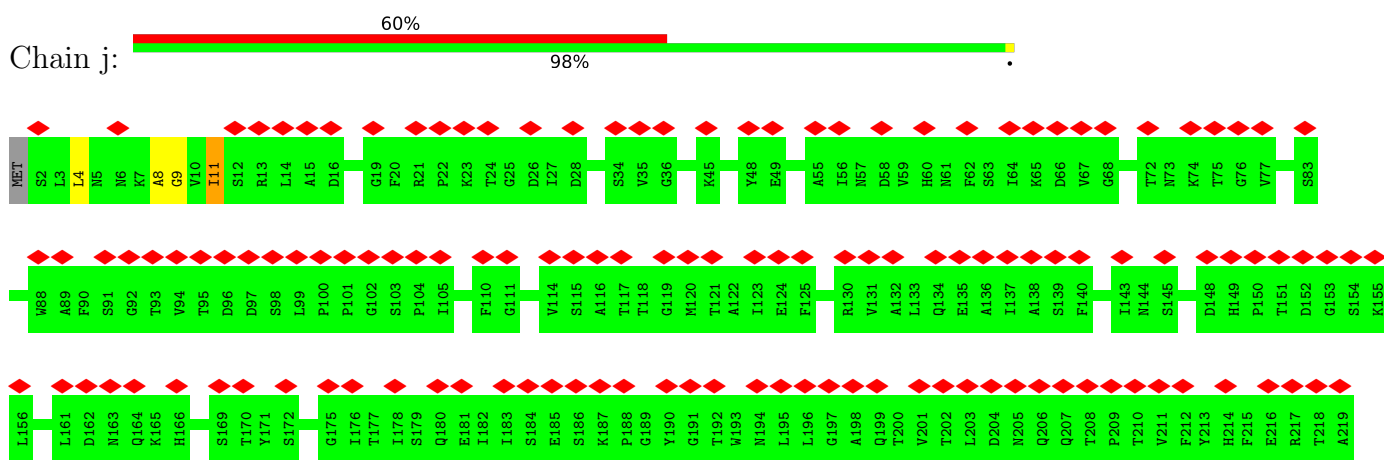 60%
Chain j:
98%
.
MET S2 L3 L4 N5 N6 K7 A8 G9 V10 I11 S12 R13 L14 A15 D16 G19 F20 R21 P22 K23 T24 G25 D26 I27 D28 S34 V35 G36 K45 Y48 E49 A55 I56 N57 D58 V59 H60 N61 F62 S63 I64 K65 D66 V67 G68 T72 N73 K74 T75 G76 V77 S83
W88 A89 F90 S91 G92 T93 V94 T95 D96 D97 S98 L99 P100 P101 G102 S103 P104 I105 F110 G111 V114 S115 A116 T117 T118 G119 M120 T121 A122 I123 E124 F125 R130 V131 A132 L133 Q134 E135 A136 I137 A138 S139 F140 I143 N144 S145 D148 H149 P150 T151 D152 G153 S154 K155
L156 L161 D162 N163 Q164 K165 H166 S169 T170 Y171 S172 G175 I176 T177 I178 S179 Q180 E181 I182 I183 S184 E185 S186 K187 P188 G189 Y190 G191 T192 W193 N194 L195 L196 G197 A198 Q199 T200 V201 T202 L203 D204 N205 Q206 Q207 T208 P209 T210 V211 F212 Y213 H214 F215 E216 R217 T218 A219